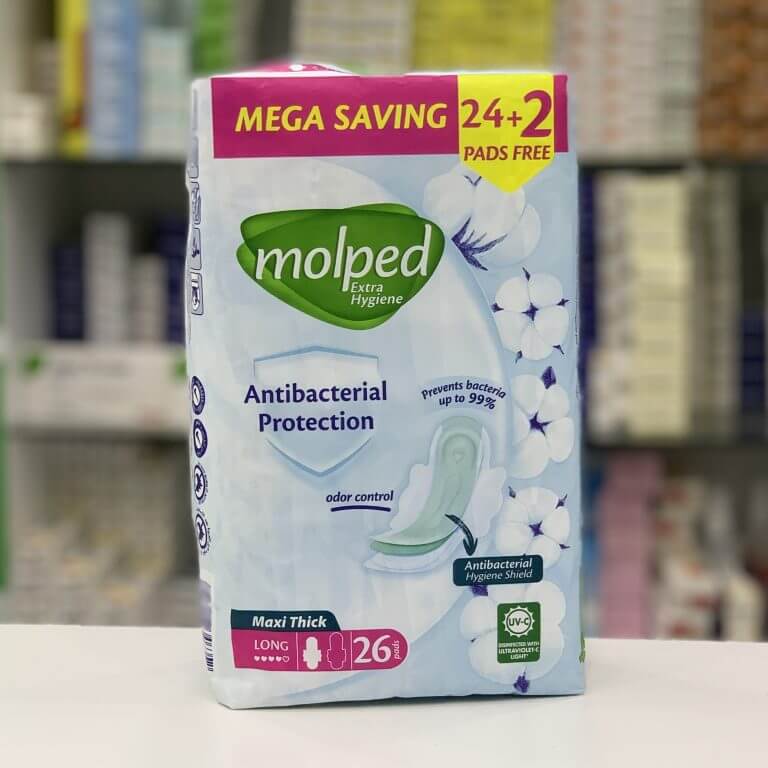 MEGA SAVING
24+2
PADS FREE
molped
Extra
Hygiene
Antibacterial
Protection
Prevents bacteria
up to 99%
odor control
Antibacterial
Hygiene Shield
Maxi Thick
LONG
26 pads
UV-C
DISINFECTED WITH
ULTRAVIOLET-C
LIGHT*